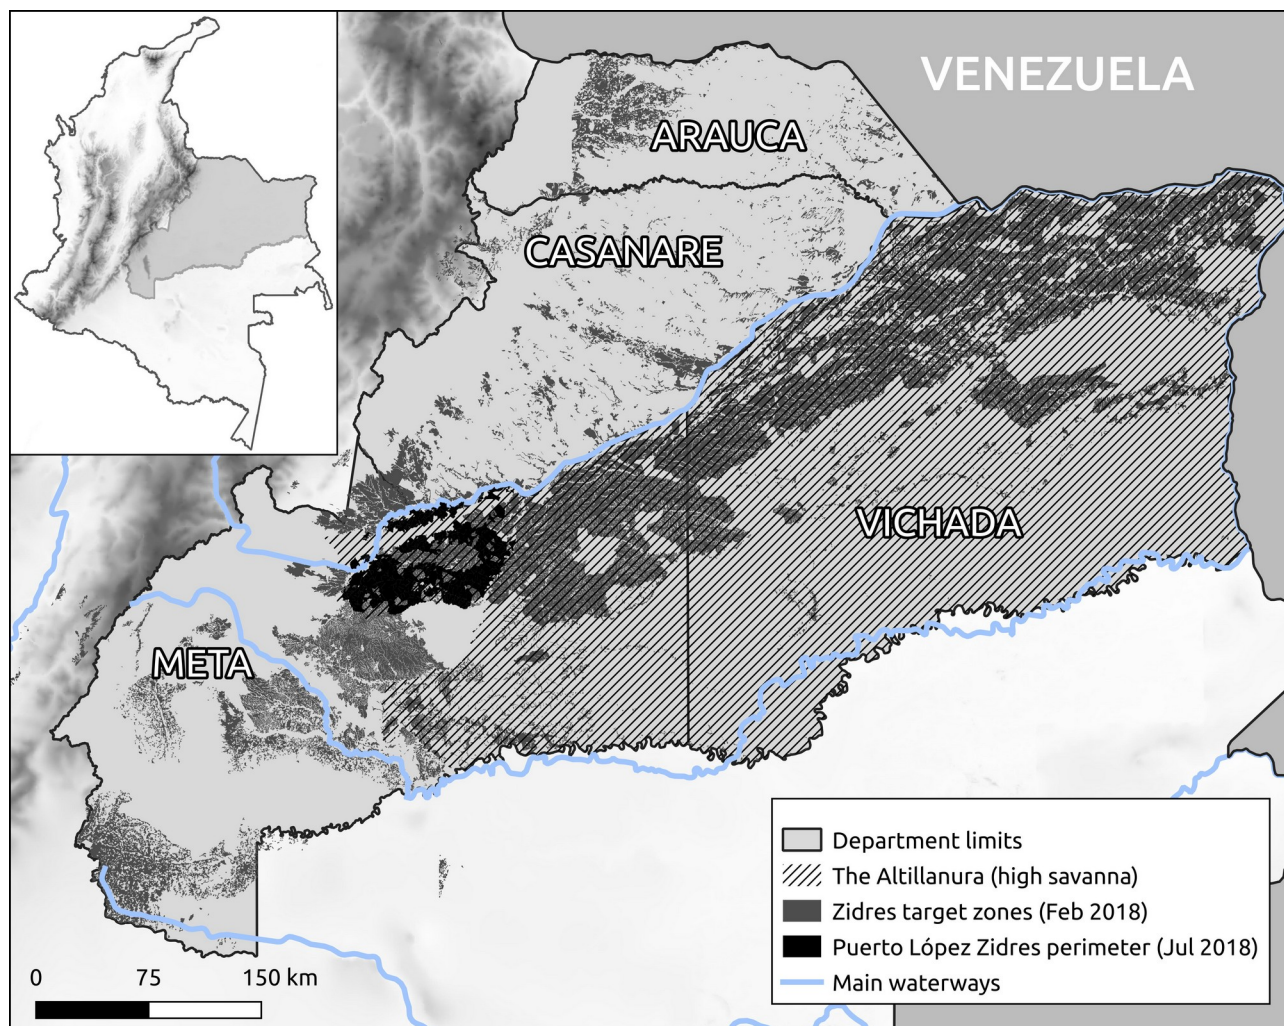 VENEZUELA
ARAUCA
CASANARE
VICHADA
META
Department limits
The Altillanura (high savanna)
Zidres target zones (Feb 2018)
Puerto López Zidres perimeter (Jul 2018)
Main waterways
0 75 150 km